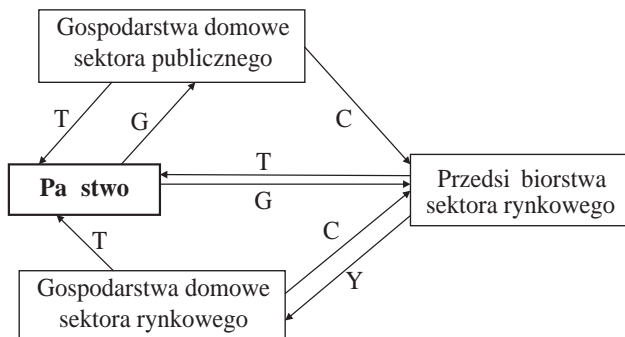 Gospodarstwa domowe
sektora publicznego
T
G
C
Pa stwo
T
G
Przedsi biorstwa
sektora rynkowego
T
C
Y
Gospodarstwa domowe
sektora rynkowego